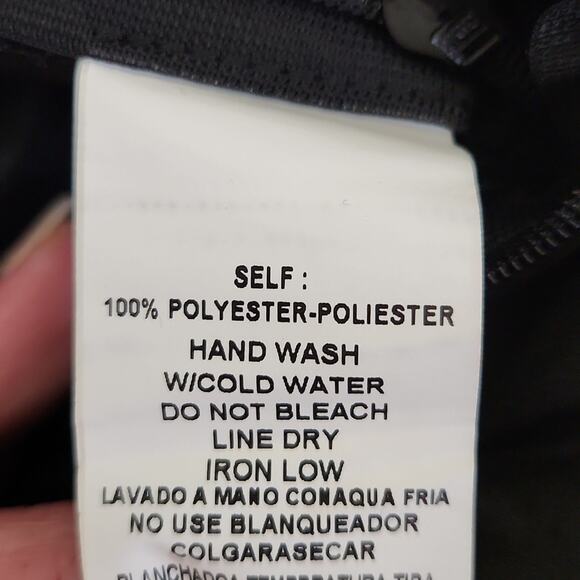 SELF :
100% POLYESTER-POLIESTER
HAND WASH
W/COLD WATER
DO NOT BLEACH
LINE DRY
IRON LOW
LAVADO A MANO CONAQUA FRIA
NO USE BLANQUEADOR
COLGARASECAR